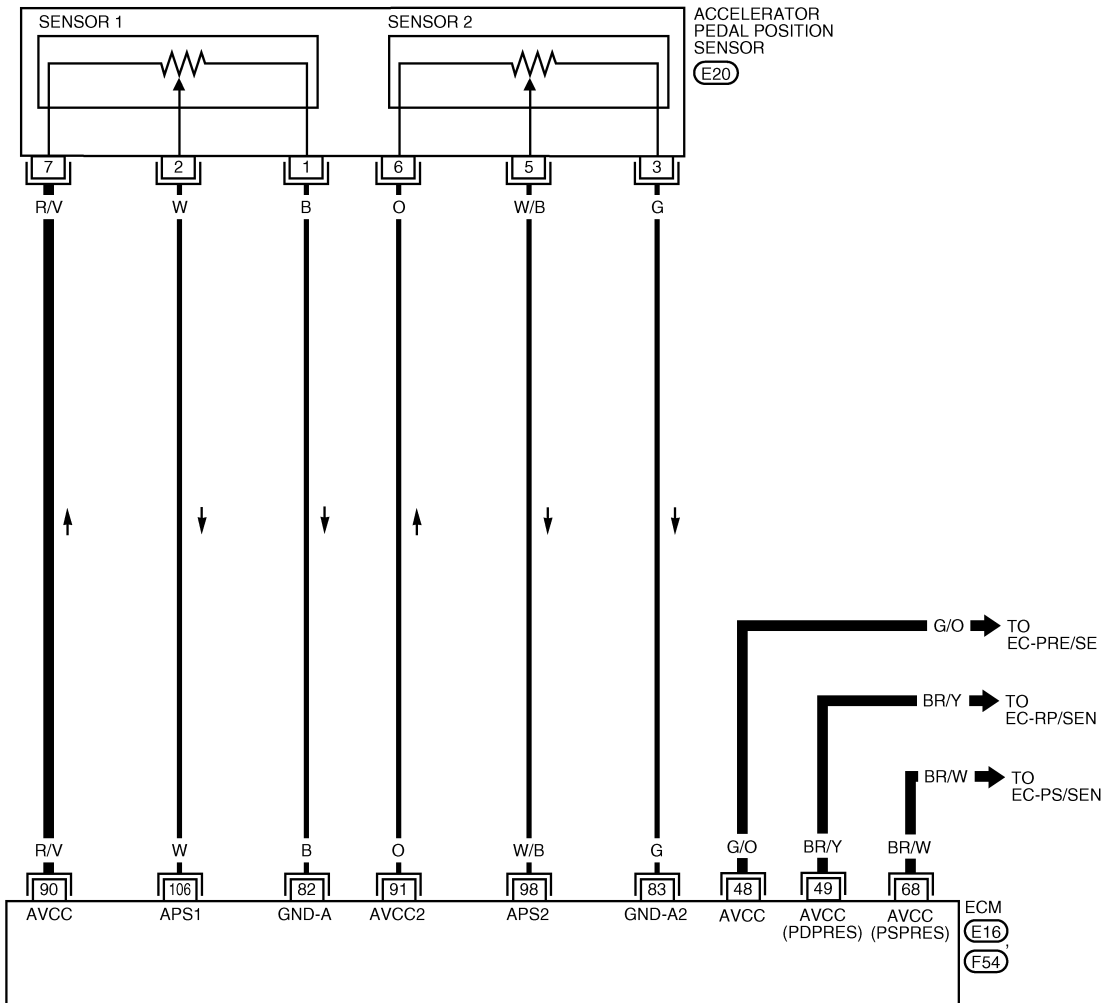 SENSOR 1
SENSOR 2
ACCELERATOR
PEDAL POSITION
SENSOR
E20
7 2 1 6 5 3
R/V W B O W/B G
G/O TO
EC-PRE/SE
BR/Y TO
EC-RP/SEN
BR/W TO
EC-PS/SEN
R/V W B O W/B G G/O BR/Y BR/W
90 106 82 91 98 83 48 49 68
AVCC APS1 GND-A AVCC2 APS2 GND-A2 AVCC AVCC AVCC
(PDPRES) (PSPRES)
ECM
E16 ,
F54